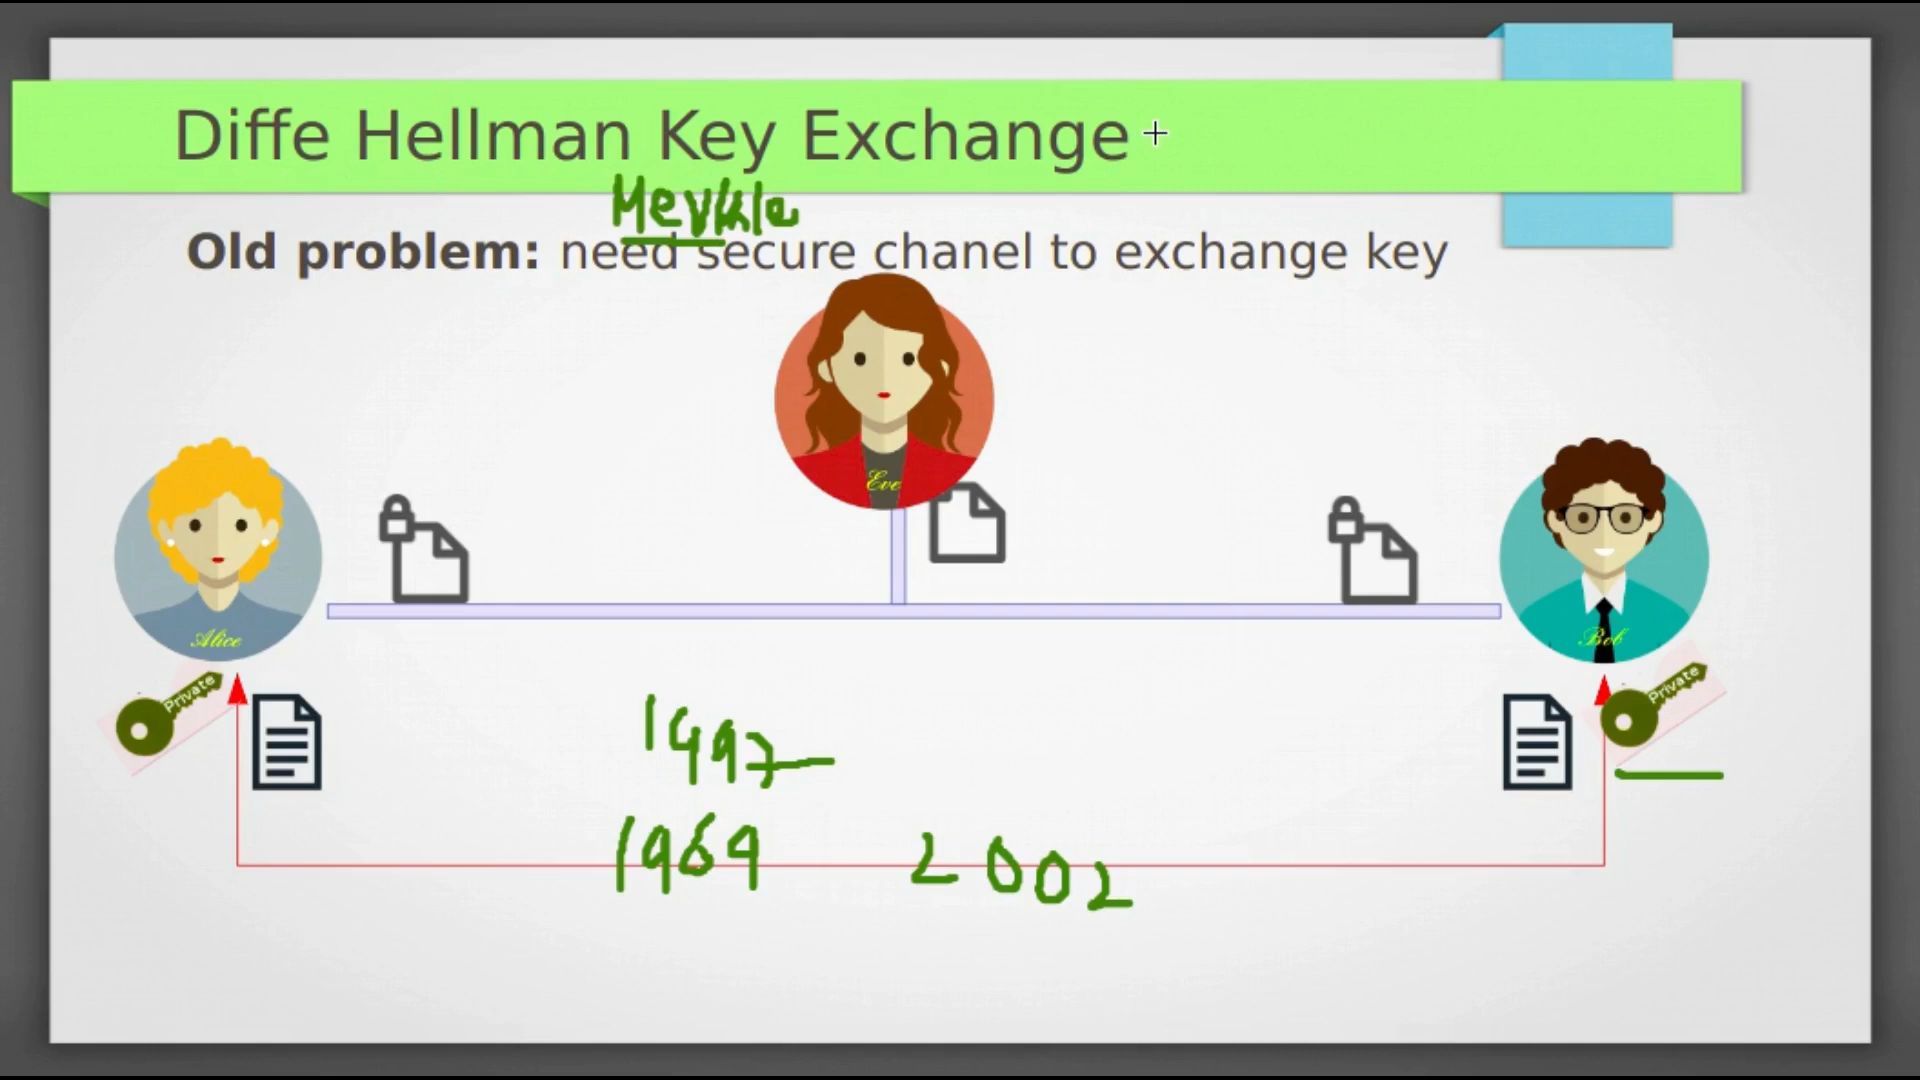 Diffe Hellman Key Exchange
Merkle
Old problem: need secure chanel to exchange key
Eve
Alice
Bob
Private
Private
1997
1969 2002